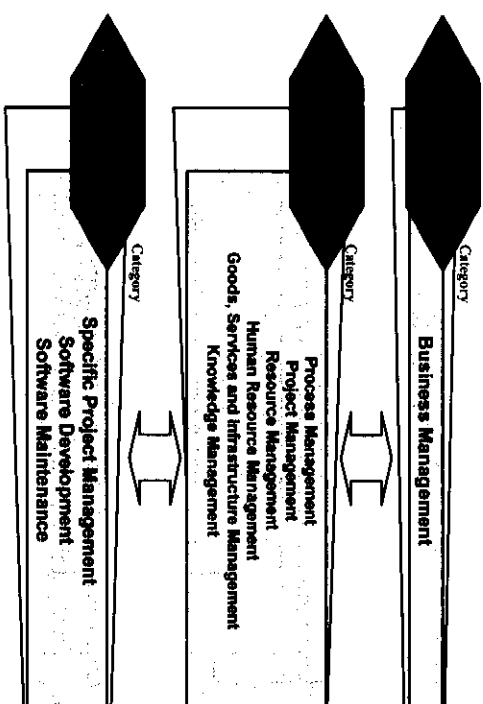 Category
Business Management
Category
Process Management
Project Management
Resource Management
Human Resource Management
Goods, Services and Infrastructure Management
Knowledge Management
Category
Specific Project Management
Software Development
Software Maintenance